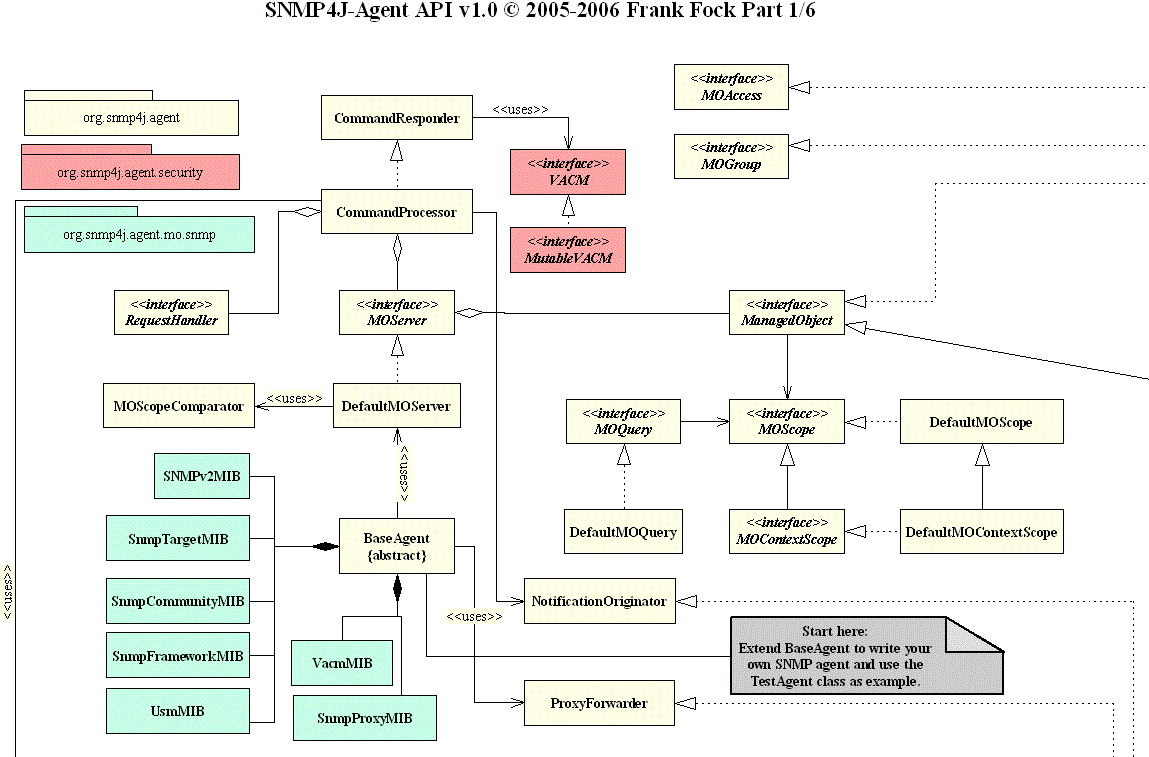 SNMP4J-Agent API v1.0 © 2005-2006 Frank Fock Part 1/6
<<interface>>
MOAccess
org.snmp4j.agent
CommandResponder
<<uses>>
<<interface>>
MOGroup
org.snmp4j.agent.security
<<interface>>
VACM
CommandProcessor
org.snmp4j.agent.mo.snmp
<<interface>>
MutableVACM
<<interface>>
RequestHandler
<<interface>>
MOServer
<<interface>>
ManagedObject
MOScopeComparator
<<uses>>
DefaultMOServer
<<interface>>
MOQuery
<<interface>>
MOScope
DefaultMOScope
<<uses>>
SNMPv2MIB
SnmpTargetMIB
BaseAgent
{abstract}
DefaultMOQuery
<<interface>>
MOContextScope
DefaultMOContextScope
<<uses>>
SnmpCommunityMIB
NotificationOriginator
<<uses>>
SnmpFrameworkMIB
VacmMIB
Start here:
Extend BaseAgent to write your
own SNMP agent and use the
TestAgent class as example.
UsmMIB
SnmpProxyMIB
ProxyForwarder